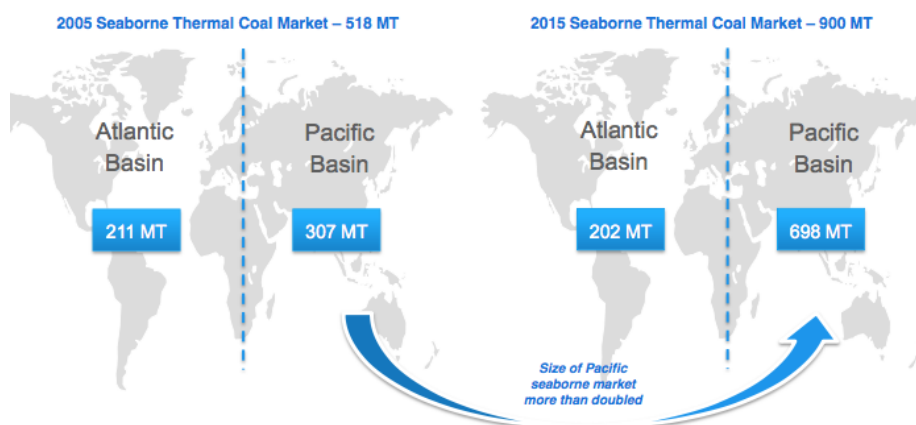 2005 Seaborne Thermal Coal Market – 518 MT
Atlantic
Basin
Pacific
Basin
211 MT
307 MT
2015 Seaborne Thermal Coal Market – 900 MT
Atlantic
Basin
Pacific
Basin
202 MT
698 MT
Size of Pacific
seaborne market
more than doubled